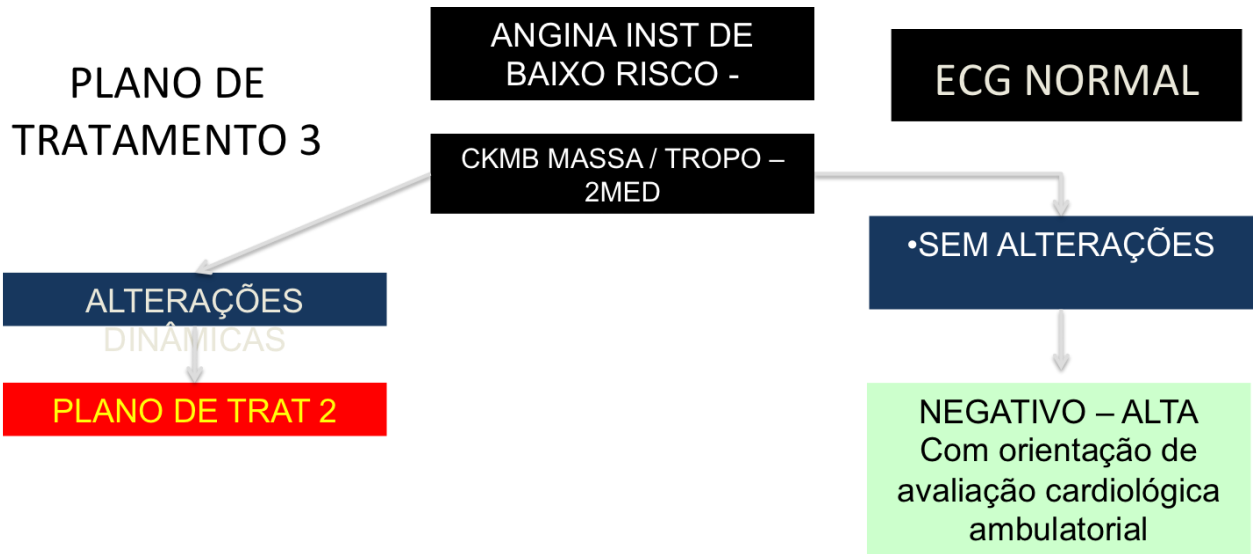 PLANO DE
TRATAMENTO 3
ANGINA INST DE
BAIXO RISCO -
ECG NORMAL
CKMB MASSA / TROPO –
2MED
•SEM ALTERAÇÕES
ALTERAÇÕES
DINÂMICAS
PLANO DE TRAT 2
NEGATIVO – ALTA
Com orientação de
avaliação cardiológica
ambulatorial